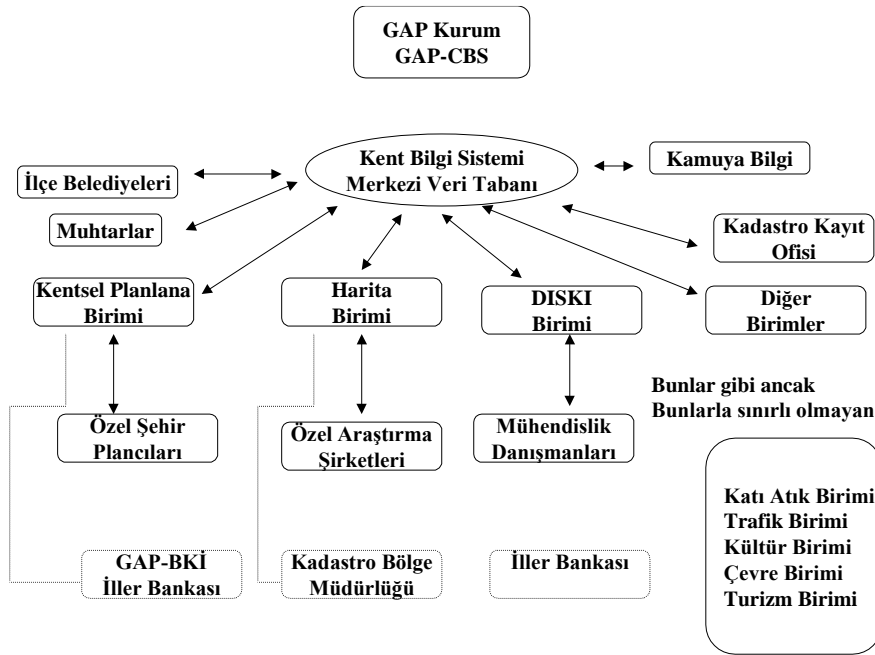 GAP Kurum
GAP-CBS
Kent Bilgi Sistemi
Merkezi Veri Tabanı
Kamuya Bilgi
İlçe Belediyeleri
Muhtarlar
Kadastro Kayıt
Ofisi
Kentsel Planlana
Birimi
Harita
Birimi
DISKI
Birimi
Diğer
Birimler
Bunlar gibi ancak
Bunlarla sınırlı olmayan
Özel Şehir
Plancıları
Özel Araştırma
Şirketleri
Mühendislik
Danışmanları
Katı Atık Birimi
Trafik Birimi
Kültür Birimi
Çevre Birimi
Turizm Birimi
GAP-BKİ
İller Bankası
Kadastro Bölge
Müdürlüğü
İller Bankası